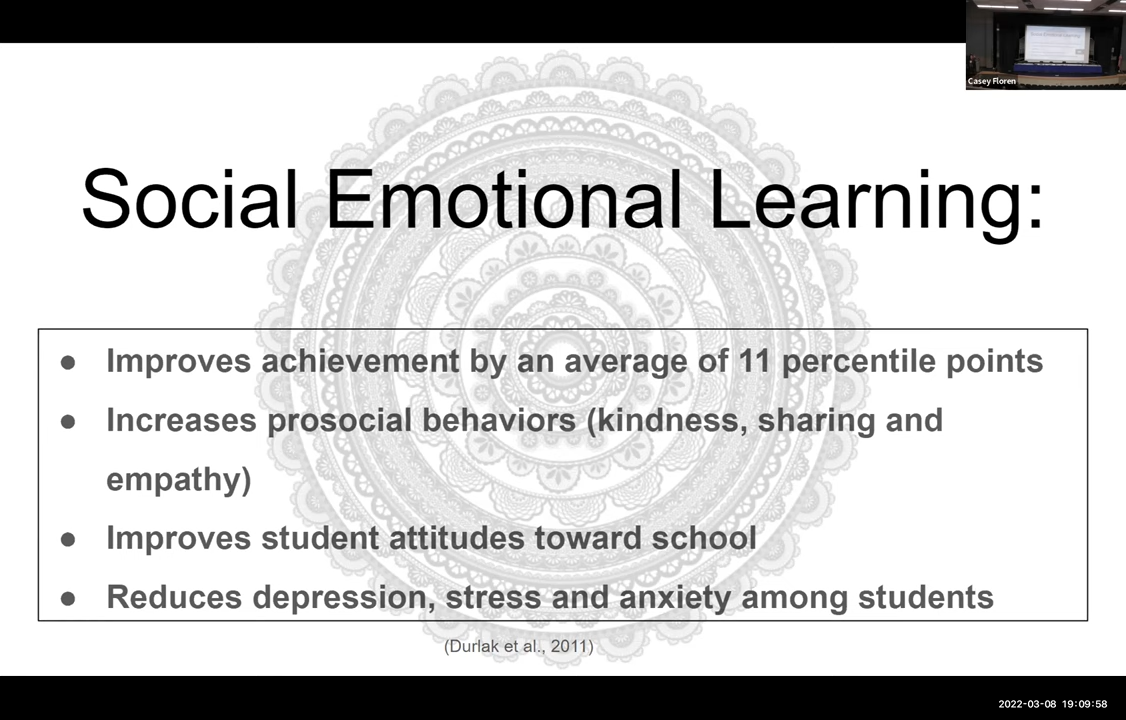 Casey Floren
Social Emotional Learning:
● Improves achievement by an average of 11 percentile points
● Increases prosocial behaviors (kindness, sharing and
empathy)
● Improves student attitudes toward school
● Reduces depression, stress and anxiety among students
(Durlak et al., 2011)
2022-03-08 19:09:58